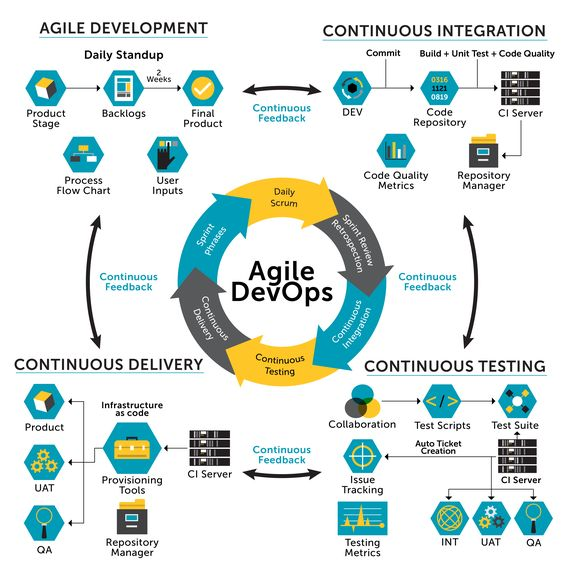 AGILE DEVELOPMENT
Daily Standup
2
Weeks
Product
Stage
Backlogs
Final
Product
Process
Flow Chart
User
Inputs
Continuous
Feedback
CONTINUOUS INTEGRATION
Commit
Build + Unit Test + Code Quality
0316
1121
0819
DEV
Code
Repository
CI Server
Code Quality
Metrics
Repository
Manager
Daily
Scrum
Sprint Review
Retrospection
Continuous
Integration
Continuous
Testing
Continuous
Delivery
Sprint
Phrases
Agile
DevOps
Continuous
Feedback
Continuous
Feedback
CONTINUOUS DELIVERY
Product
Infrastructure
as code
UAT
Provisioning
Tools
CI Server
QA
Repository
Manager
Continuous
Feedback
CONTINUOUS TESTING
Collaboration
</>
Test Scripts
Test Suite
Auto Ticket
Creation
Issue
Tracking
CI Server
Testing
Metrics
INT
UAT
QA